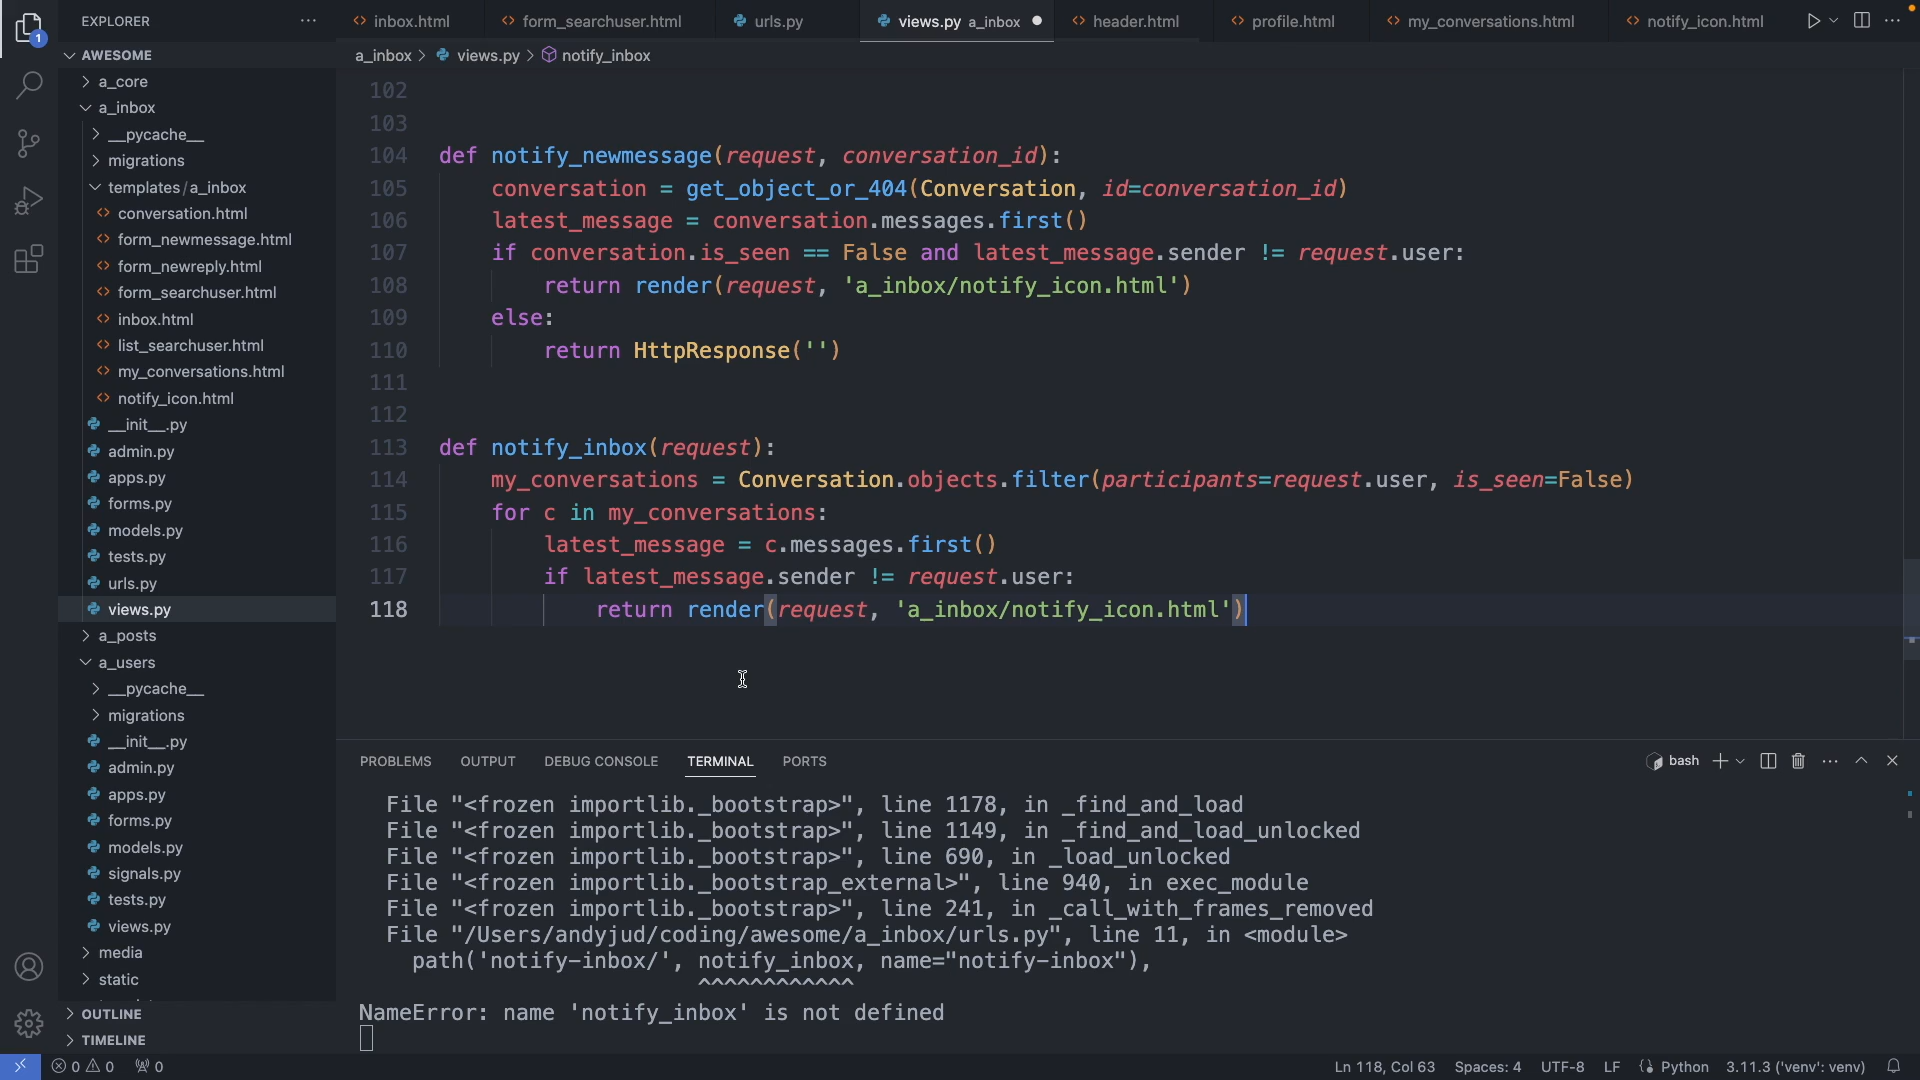 EXPLORER
inbox.html
form_searchuser.html
urls.py
views.py a_inbox
header.html
profile.html
my_conversations.html
notify_icon.html
1
AWESOME
a_core
a_inbox
__pycache__
migrations
templates/a_inbox
conversation.html
form_newmessage.html
form_newreply.html
form_searchuser.html
inbox.html
list_searchuser.html
my_conversations.html
notify_icon.html
__init__.py
admin.py
apps.py
forms.py
models.py
tests.py
urls.py
views.py
a_posts
a_users
__pycache__
migrations
__init__.py
admin.py
apps.py
forms.py
models.py
signals.py
tests.py
views.py
media
static
OUTLINE
TIMELINE
a_inbox > views.py > notify_inbox
102
103
104 def notify_newmessage(request, conversation_id):
105     conversation = get_object_or_404(Conversation, id=conversation_id)
106     latest_message = conversation.messages.first()
107     if conversation.is_seen == False and latest_message.sender != request.user:
108         return render(request, 'a_inbox/notify_icon.html')
109     else:
110         return HttpResponse('')
111
112
113 def notify_inbox(request):
114     my_conversations = Conversation.objects.filter(participants=request.user, is_seen=False)
115     for c in my_conversations:
116         latest_message = c.messages.first()
117         if latest_message.sender != request.user:
118             return render(request, 'a_inbox/notify_icon.html')
PROBLEMS
OUTPUT
DEBUG CONSOLE
TERMINAL
PORTS
bash
File "<frozen importlib._bootstrap>", line 1178, in _find_and_load
File "<frozen importlib._bootstrap>", line 1149, in _find_and_load_unlocked
File "<frozen importlib._bootstrap>", line 690, in _load_unlocked
File "<frozen importlib._bootstrap_external>", line 940, in exec_module
File "<frozen importlib._bootstrap>", line 241, in _call_with_frames_removed
File "/Users/andyjud/coding/awesome/a_inbox/urls.py", line 11, in <module>
path('notify-inbox/', notify_inbox, name="notify-inbox"),
^^^^^^^^^^^^
NameError: name 'notify_inbox' is not defined
0 0
0
Ln 118, Col 63
Spaces: 4
UTF-8
LF
Python
3.11.3 ('venv': venv)